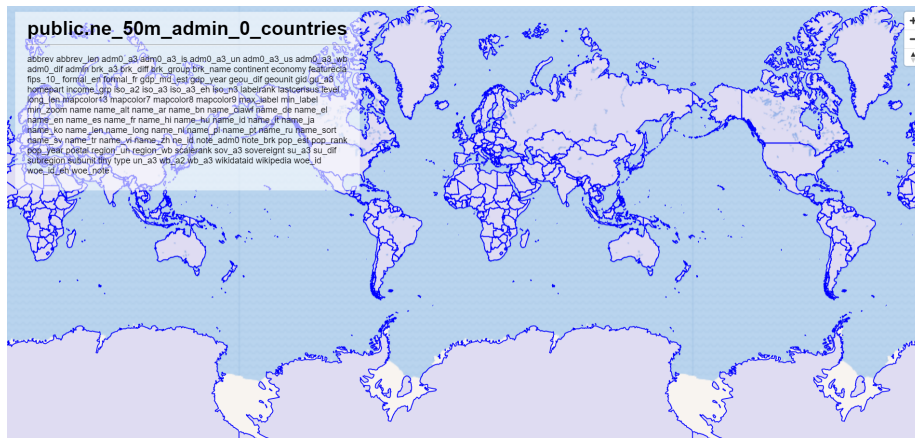 public.ne_50m_admin_0_countries
abbrev abbrev_len adm0_a3 adm0_a3_is adm0_a3_un adm0_a3_us adm0_a3_wb
adm0_dif admin brk_a3 brk_diff brk_group brk_name continent economy featurecla
fips_10_ formal_en formal_fr gdp_md_est gdp_year geou_dif geounit gid gu_a3
homepart income_grp iso_a2 iso_a3 iso_a3_eh iso_n3 labelrank lastcensus level
long_len mapcolor13 mapcolor7 mapcolor8 mapcolor9 max_label min_label
min_zoom name name_alt name_ar name_bn name_ciawf name_de name_el
name_en name_es name_fr name_hi name_hu name_id name_it name_ja
name_ko name_len name_long name_nl name_pl name_pt name_ru name_sort
name_sv name_tr name_vi name_zh ne_id note_adm0 note_brk pop_est pop_rank
pop_year postal region_un region_wb scalerank sov_a3 sovereignt su_a3 su_dif
subregion subunit tiny type un_a3 wb_a2 wb_a3 wikidataid wikipedia woe_id
woe_id_eh woe_note
+
−